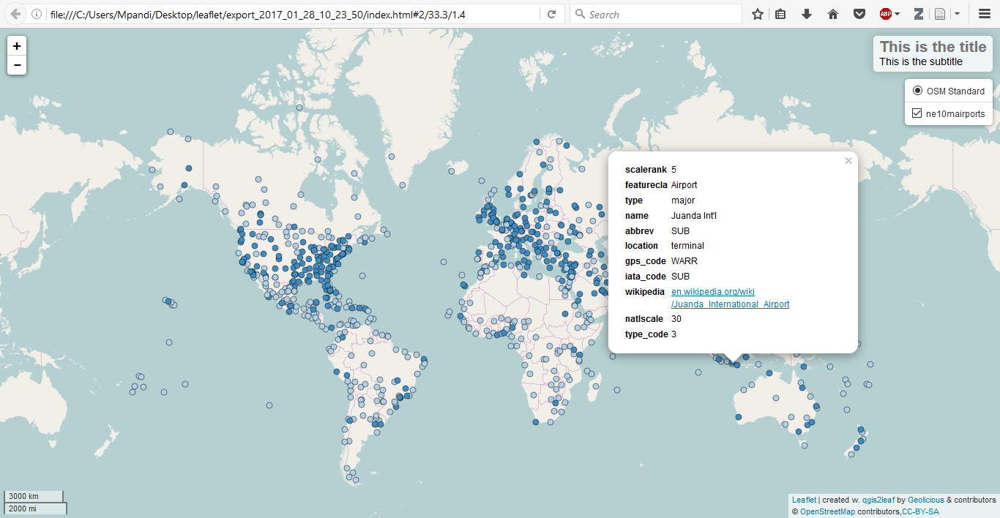 file:///C:/Users/Mpandi/Desktop/leaflet/export_2017_01_28_10_23_50/index.html#2/33.3/1.4
Search
ABP
Z
+
−
This is the title
This is the subtitle
OSM Standard
ne10mairports
×
scalerank 5
featurecla Airport
type major
name Juanda Int'l
abbrev SUB
location terminal
gps_code WARR
iata_code SUB
wikipedia en.wikipedia.org/wiki
/Juanda_International_Airport
natlscale 30
type_code 3
3000 km
2000 mi
Leaflet | created w. qgis2leaf by Geolicious & contributors
© OpenStreetMap contributors,CC-BY-SA